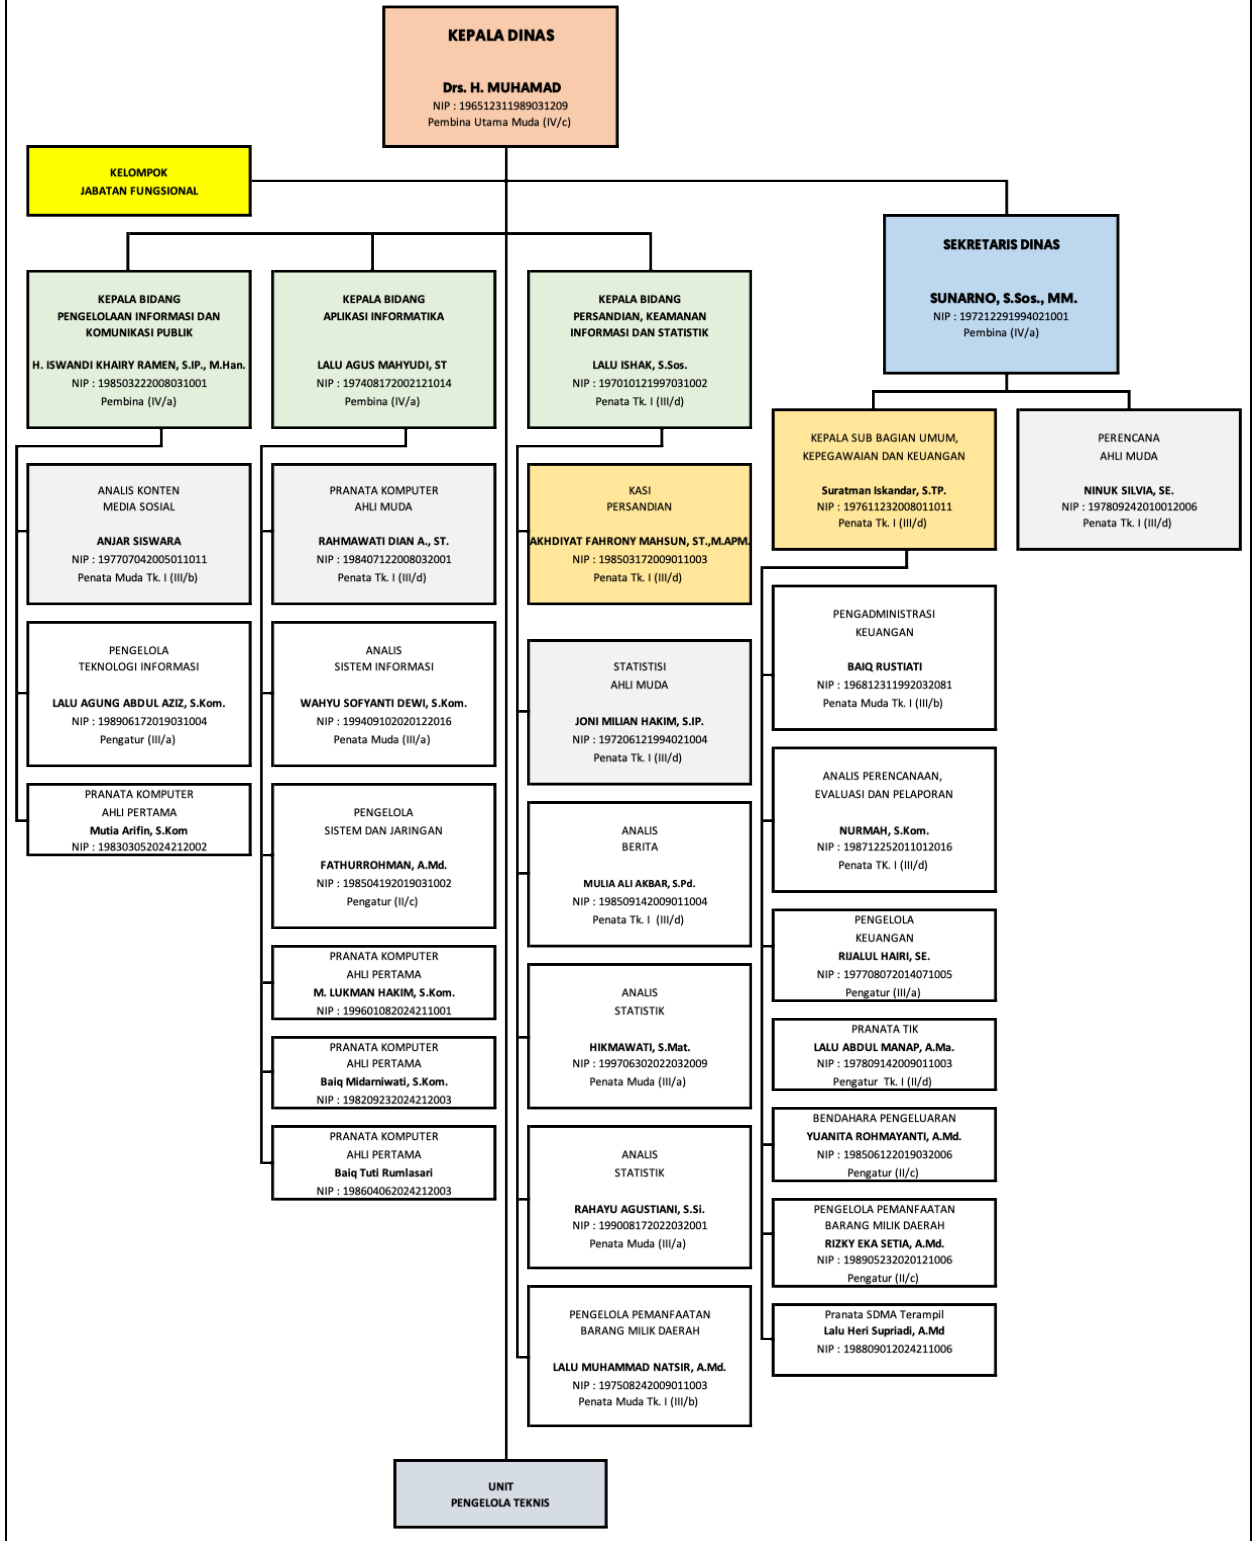 KEPALA DINAS
Drs. H. MUHAMAD
NIP : 196512311989031209
Pembina Utama Muda (IV/c)
KELOMPOK
JABATAN FUNGSIONAL
SEKRETARIS DINAS
SUNARNO, S.Sos., MM.
NIP : 197212291994021001
Pembina (IV/a)
KEPALA BIDANG
PENGELOLAAN INFORMASI DAN
KOMUNIKASI PUBLIK
H. ISWANDI KHAIRY RAMEN, S.IP., M.Han.
NIP : 198503222008031001
Pembina (IV/a)
KEPALA BIDANG
APLIKASI INFORMATIKA
LALU AGUS MAHYUDI, ST
NIP : 197408172002121014
Pembina (IV/a)
KEPALA BIDANG
PERSANDIAN, KEAMANAN
INFORMASI DAN STATISTIK
LALU ISHAK, S.Sos.
NIP : 197010121997031002
Penata Tk. I (III/d)
KEPALA SUB BAGIAN UMUM,
KEPEGAWAIAN DAN KEUANGAN
Suratman Iskandar, S.TP.
NIP : 197611232008011011
Penata Tk. I (III/d)
PERENCANA
AHLI MUDA
NINUK SILVIA, SE.
NIP : 197809242010012006
Penata Tk. I (III/d)
ANALIS KONTEN
MEDIA SOSIAL
ANJAR SISWARA
NIP : 197707042005011011
Penata Muda Tk. I (III/b)
PENGELOLA
TEKNOLOGI INFORMASI
LALU AGUNG ABDUL AZIZ, S.Kom.
NIP : 198906172019031004
Pengatur (III/a)
PRANATA KOMPUTER
AHLI PERTAMA
Mutia Arifin, S.Kom
NIP : 198303052024212002
PRANATA KOMPUTER
AHLI MUDA
RAHMAWATI DIAN A., ST.
NIP : 198407122008032001
Penata Tk. I (III/d)
ANALIS
SISTEM INFORMASI
WAHYU SOFYANTI DEWI, S.Kom.
NIP : 199409102020122016
Penata Muda (III/a)
PENGELOLA
SISTEM DAN JARINGAN
FATHURROHMAN, A.Md.
NIP : 198504192019031002
Pengatur (II/c)
PRANATA KOMPUTER
AHLI PERTAMA
M. LUKMAN HAKIM, S.Kom.
NIP : 199601082024211001
PRANATA KOMPUTER
AHLI PERTAMA
Baiq Midarniwati, S.Kom.
NIP : 198209232024212003
PRANATA KOMPUTER
AHLI PERTAMA
Baiq Tuti Rumlasari
NIP : 198604062024212003
KASI
PERSANDIAN
AKHDIYAT FAHRONY MAHSUN, ST.,M.APM.
NIP : 198503172009011003
Penata Tk. I (III/d)
STATISTISI
AHLI MUDA
JONI MILIAN HAKIM, S.IP.
NIP : 197206121994021004
Penata Tk. I (III/d)
ANALIS
BERITA
MULIA ALI AKBAR, S.Pd.
NIP : 198509142009011004
Penata Tk. I (III/d)
ANALIS
STATISTIK
HIKMAWATI, S.Mat.
NIP : 199706302022032009
Penata Muda (III/a)
ANALIS
STATISTIK
RAHAYU AGUSTIANI, S.Si.
NIP : 199008172022032001
Penata Muda (III/a)
PENGELOLA PEMANFAATAN
BARANG MILIK DAERAH
LALU MUHAMMAD NATSIR, A.Md.
NIP : 197508242009011003
Penata Muda Tk. I (III/b)
PENGADMINISTRASI
KEUANGAN
BAIQ RUSTIATI
NIP : 196812311992032081
Penata Muda Tk. I (III/b)
ANALIS PERENCANAAN,
EVALUASI DAN PELAPORAN
NURMAH, S.Kom.
NIP : 198712252011012016
Penata TK. I (III/d)
PENGELOLA
KEUANGAN
RIJALUL HAIRI, SE.
NIP : 197708072014071005
Pengatur (III/a)
PRANATA TIK
LALU ABDUL MANAP, A.Ma.
NIP : 197809142009011003
Pengatur Tk. I (II/d)
BENDAHARA PENGELUARAN
YUANITA ROHMAYANTI, A.Md.
NIP : 198506122019032006
Pengatur (II/c)
PENGELOLA PEMANFAATAN
BARANG MILIK DAERAH
RIZKY EKA SETIA, A.Md.
NIP : 198905232020121006
Pengatur (II/c)
Pranata SDMA Terampil
Lalu Heri Supriadi, A.Md
NIP : 198809012024211006
UNIT
PENGELOLA TEKNIS